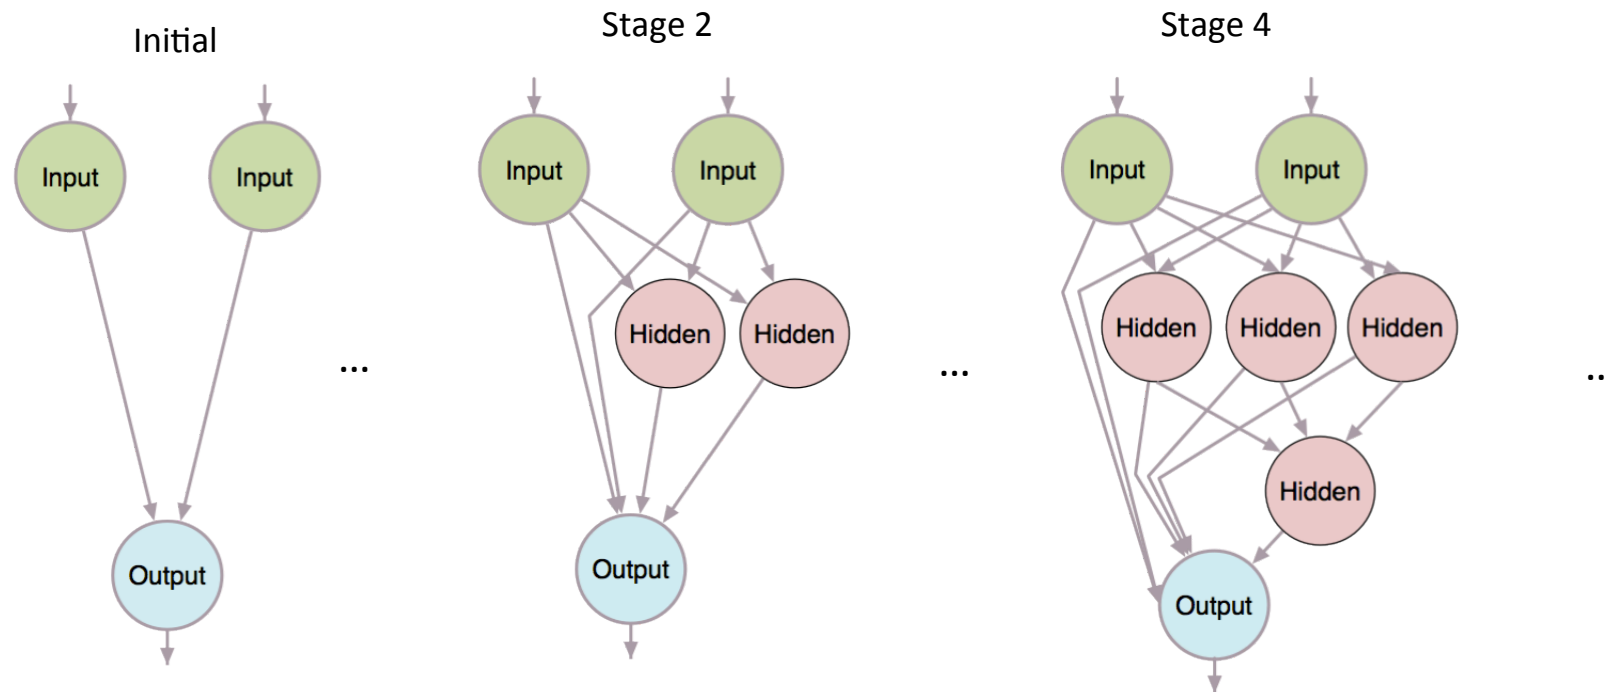 Initial
Stage 2
Stage 4
Input
Input
Input
Input
Input
Input
Hidden
Hidden
Hidden
Hidden
Hidden
...
...
..
Hidden
Output
Output
Output